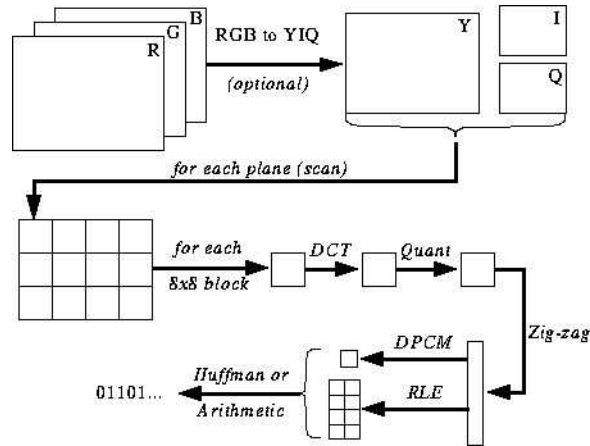 B
G
R
RGB to YIQ
(optional)
Y
I
Q
for each plane (scan)
for each
8x8 block
DCT
Quant
Zig-zag
DPCM
RLE
Huffman or
Arithmetic
01101...